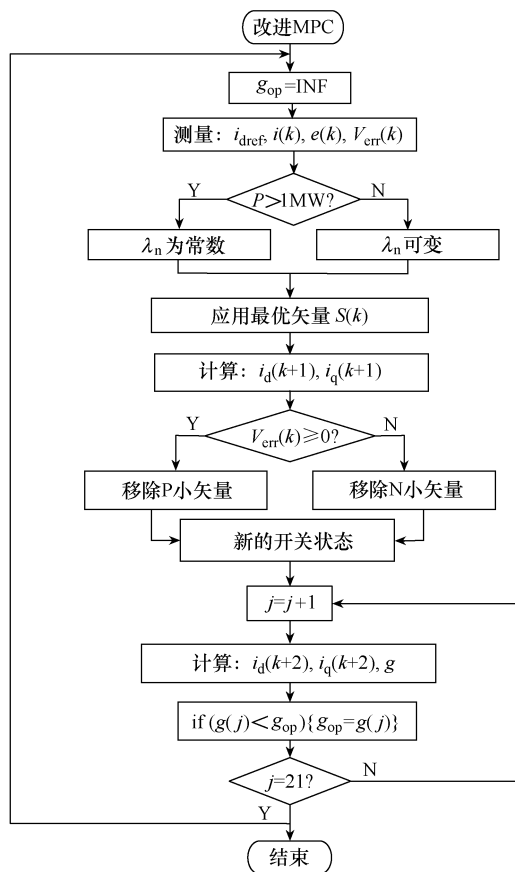 改进MPC
g_op=INF
测量：i_dref, i(k), e(k), V_err(k)
P＞1MW?
Y
N
λ_n为常数
λ_n可变
应用最优矢量 S(k)
计算：i_d(k+1), i_q(k+1)
V_err(k)≥0?
Y
N
移除P小矢量
移除N小矢量
新的开关状态
j=j+1
计算：i_d(k+2), i_q(k+2), g
if (g(j)＜g_op){g_op=g(j)}
j=21?
N
Y
结束